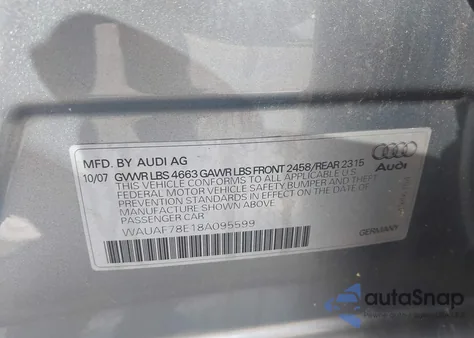 MFD. BY AUDI AG
10/07 GVWR LBS 4663 GAWR LBS FRONT 2458/REAR 2315
THIS VEHICLE CONFORMS TO ALL APPLICABLE U.S.
FEDERAL MOTOR VEHICLE SAFETY, BUMPER AND THEFT
PREVENTION STANDARDS IN EFFECT ON THE DATE OF
MANUFACTURE SHOWN ABOVE
PASSENGER CAR
WAUAF78E18A095599
Audi
GERMANY
autoSnap